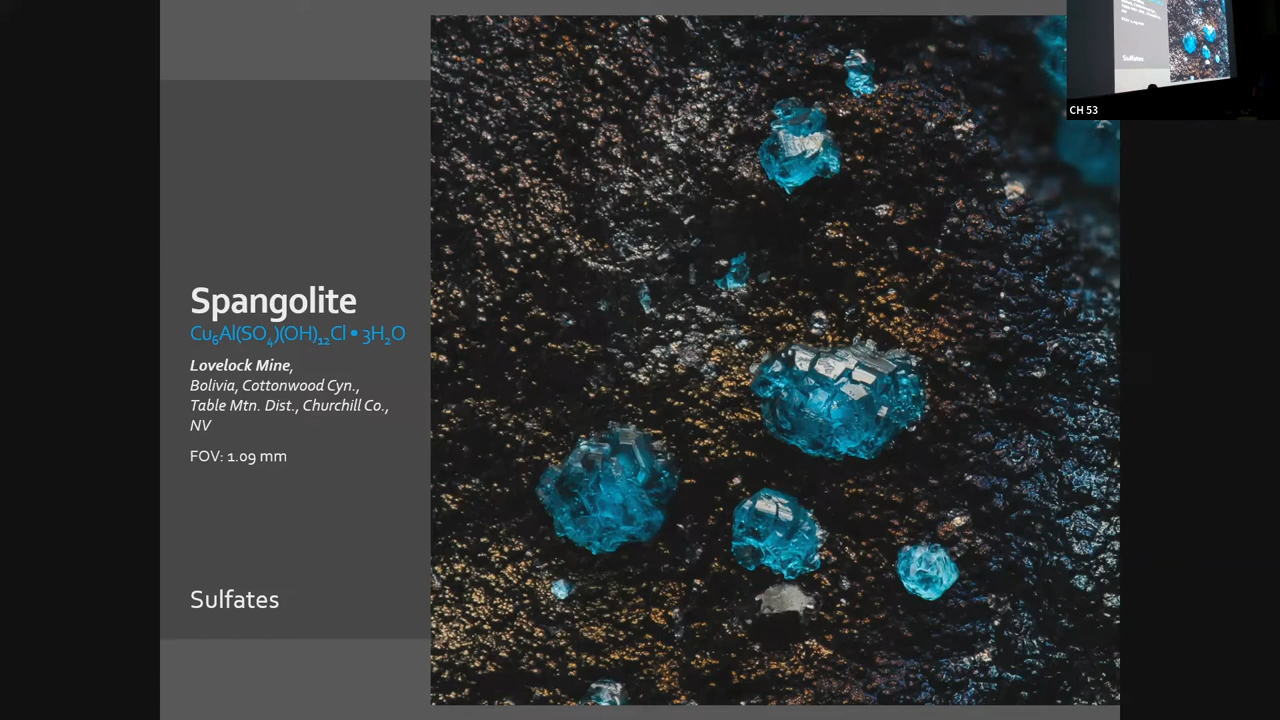 Spangolite
Cu₆Al(SO₄)(OH)₁₂Cl • 3H₂O
Lovelock Mine,
Bolivia, Cottonwood Cyn.,
Table Mtn. Dist., Churchill Co.,
NV
FOV: 1.09 mm
Sulfates
Sulfates
CH 53